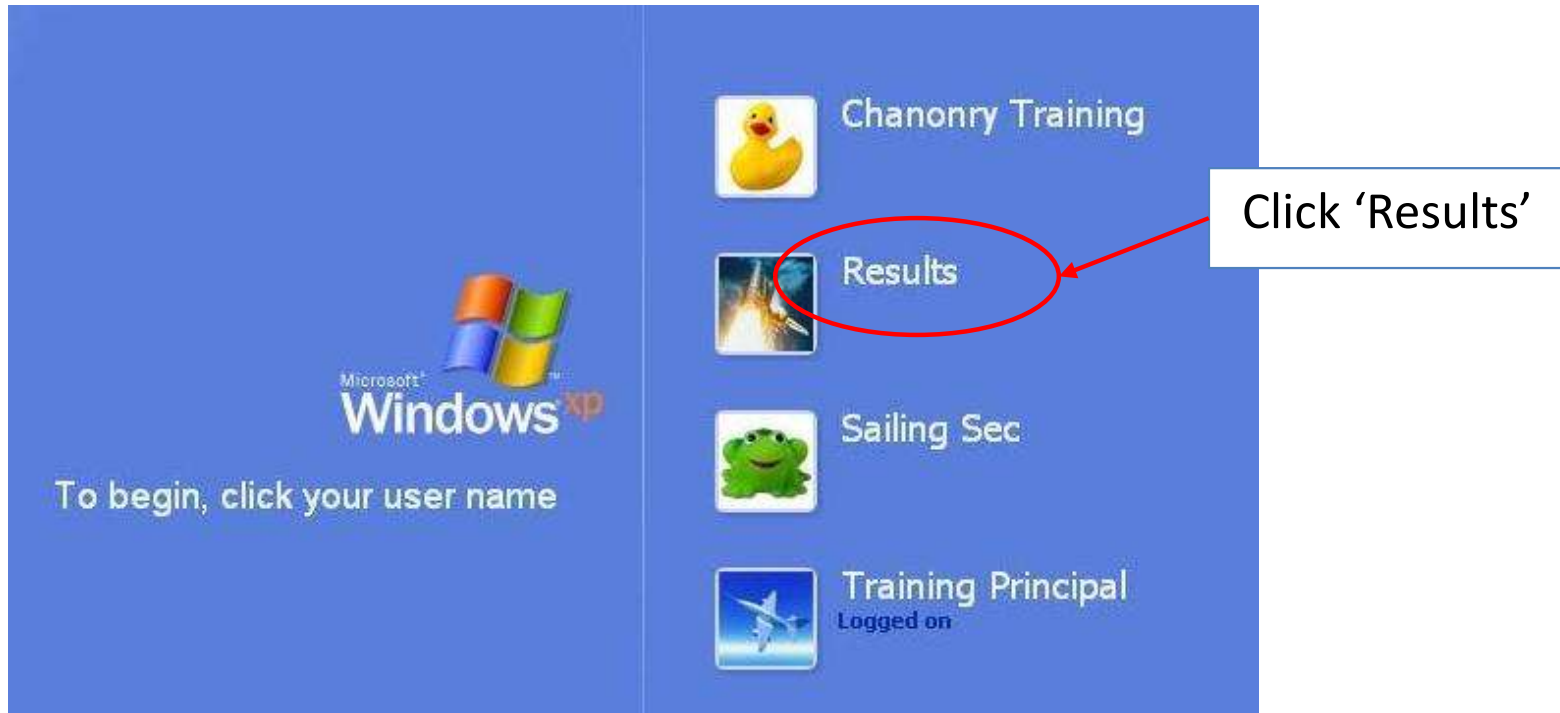 Chanonry Training
Results
Click ‘Results’
Microsoft®
Windows xp™
To begin, click your user name
Sailing Sec
Training Principal
Logged on